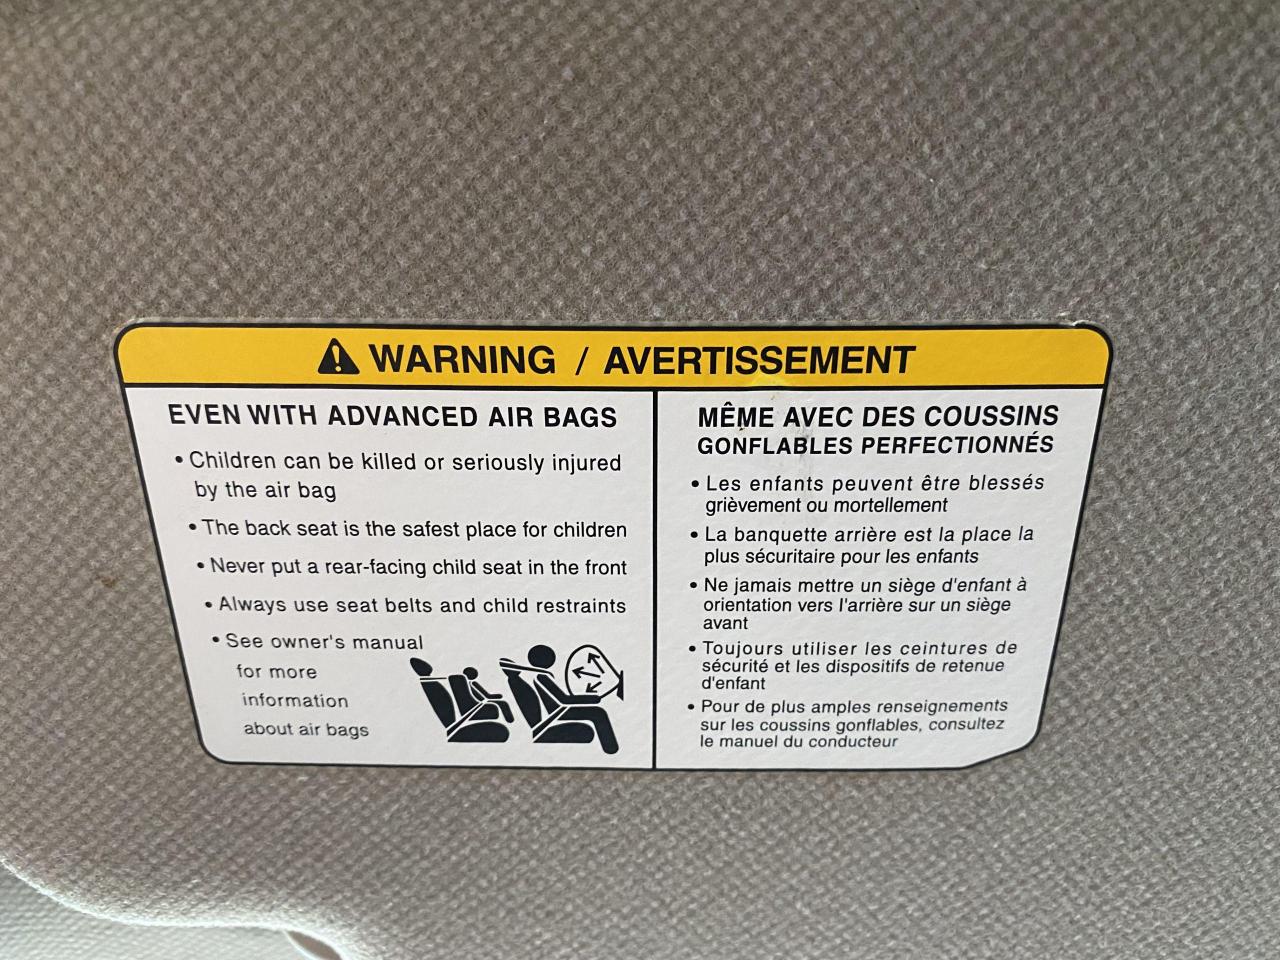 WARNING / AVERTISSEMENT
EVEN WITH ADVANCED AIR BAGS
• Children can be killed or seriously injured
by the air bag
• The back seat is the safest place for children
• Never put a rear-facing child seat in the front
• Always use seat belts and child restraints
• See owner's manual
for more
information
about air bags
MÊME AVEC DES COUSSINS
GONFLABLES PERFECTIONNÉS
• Les enfants peuvent être blessés
grièvement ou mortellement
• La banquette arrière est la place la
plus sécuritaire pour les enfants
• Ne jamais mettre un siège d'enfant à
orientation vers l'arrière sur un siège
avant
• Toujours utiliser les ceintures de
sécurité et les dispositifs de retenue
d'enfant
• Pour de plus amples renseignements
sur les coussins gonflables, consultez
le manuel du conducteur